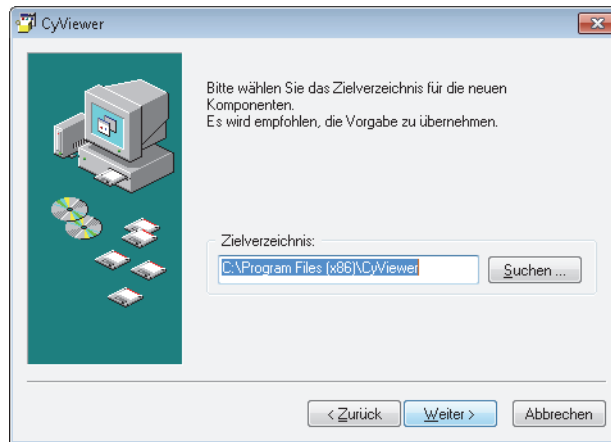 CyViewer
Bitte wählen Sie das Zielverzeichnis für die neuen
Komponenten.
Es wird empfohlen, die Vorgabe zu übernehmen.
Zielverzeichnis:
C:\Program Files (x86)\CyViewer
Suchen ...
< Zurück
Weiter >
Abbrechen